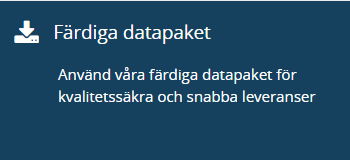 Färdiga datapaket
Använd våra färdiga datapaket för
kvalitetssäkra och snabba leveranser